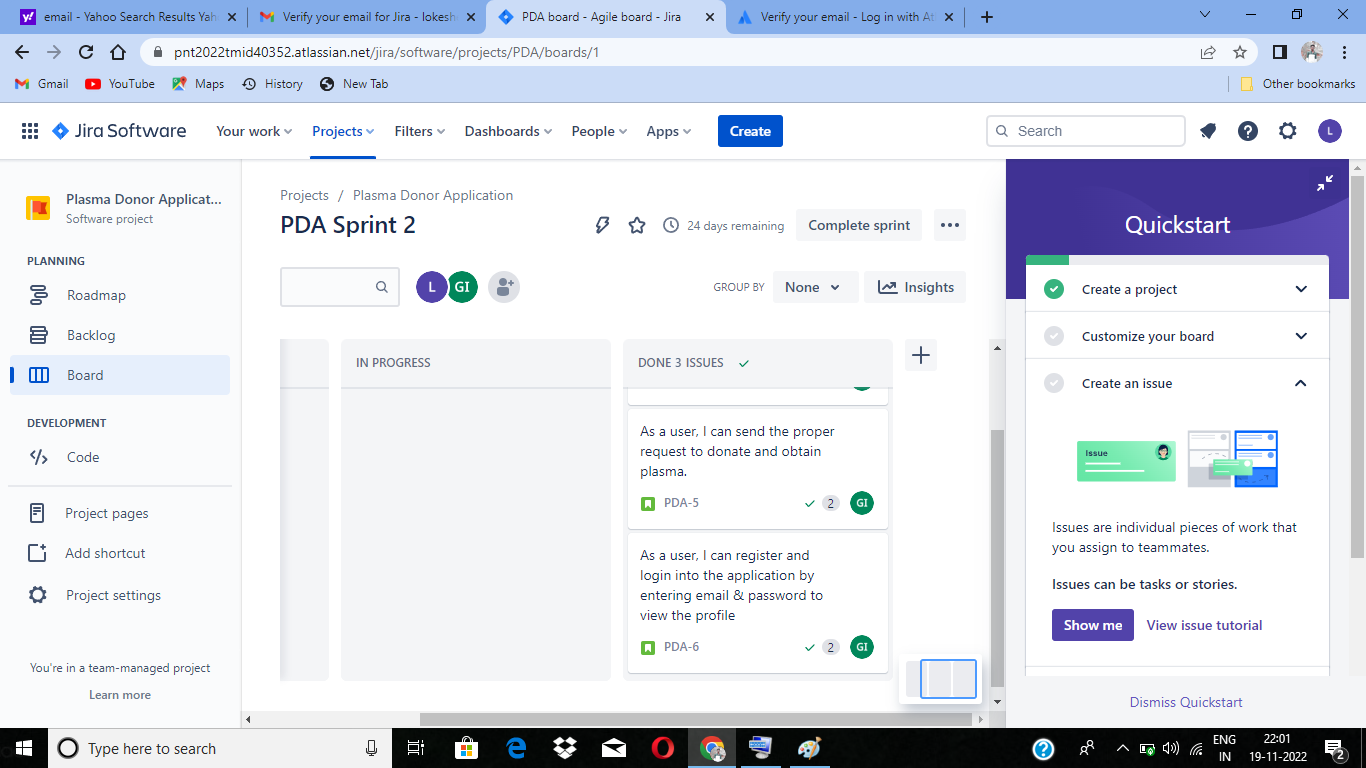 email - Yahoo Search Results Yah
Verify your email for Jira - lokesh
PDA board - Agile board - Jira
Verify your email - Log in with At
pnt2022tmid40352.atlassian.net/jira/software/projects/PDA/boards/1
Gmail
YouTube
Maps
History
New Tab
Other bookmarks
Jira Software
Your work
Projects
Filters
Dashboards
People
Apps
Create
Search
L
Plasma Donor Applicat...
Software project
PLANNING
Roadmap
Backlog
Board
DEVELOPMENT
Code
Project pages
Add shortcut
Project settings
You're in a team-managed project
Learn more
Projects / Plasma Donor Application
PDA Sprint 2
24 days remaining
Complete sprint
L
GI
GROUP BY
None
Insights
IN PROGRESS
DONE 3 ISSUES
As a user, I can send the proper
request to donate and obtain
plasma.
PDA-5
2
GI
As a user, I can register and
login into the application by
entering email & password to
view the profile
PDA-6
2
GI
Quickstart
Create a project
Customize your board
Create an issue
Issue
Issues are individual pieces of work that
you assign to teammates.
Issues can be tasks or stories.
Show me
View issue tutorial
Dismiss Quickstart
Type here to search
ENG
IN
22:01
19-11-2022
2